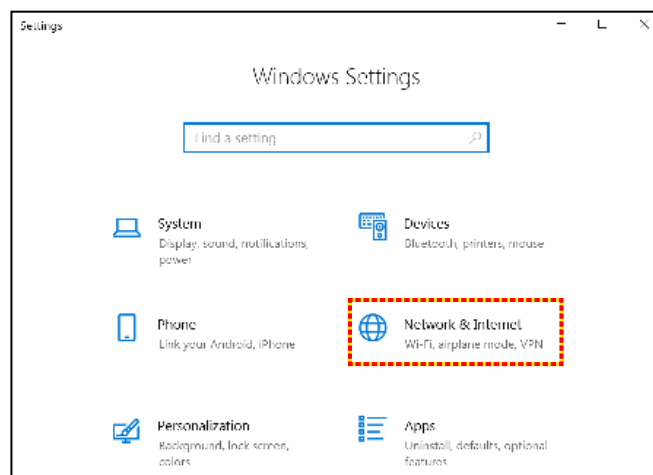 Settings
Windows Settings
Find a setting
System
Display, sound, notifications,
power
Devices
Bluetooth, printers, mouse
Phone
Link your Android, iPhone
Network & Internet
Wi-Fi, airplane mode, VPN
Personalization
Background, lock screen,
colors
Apps
Uninstall, defaults, optional
features